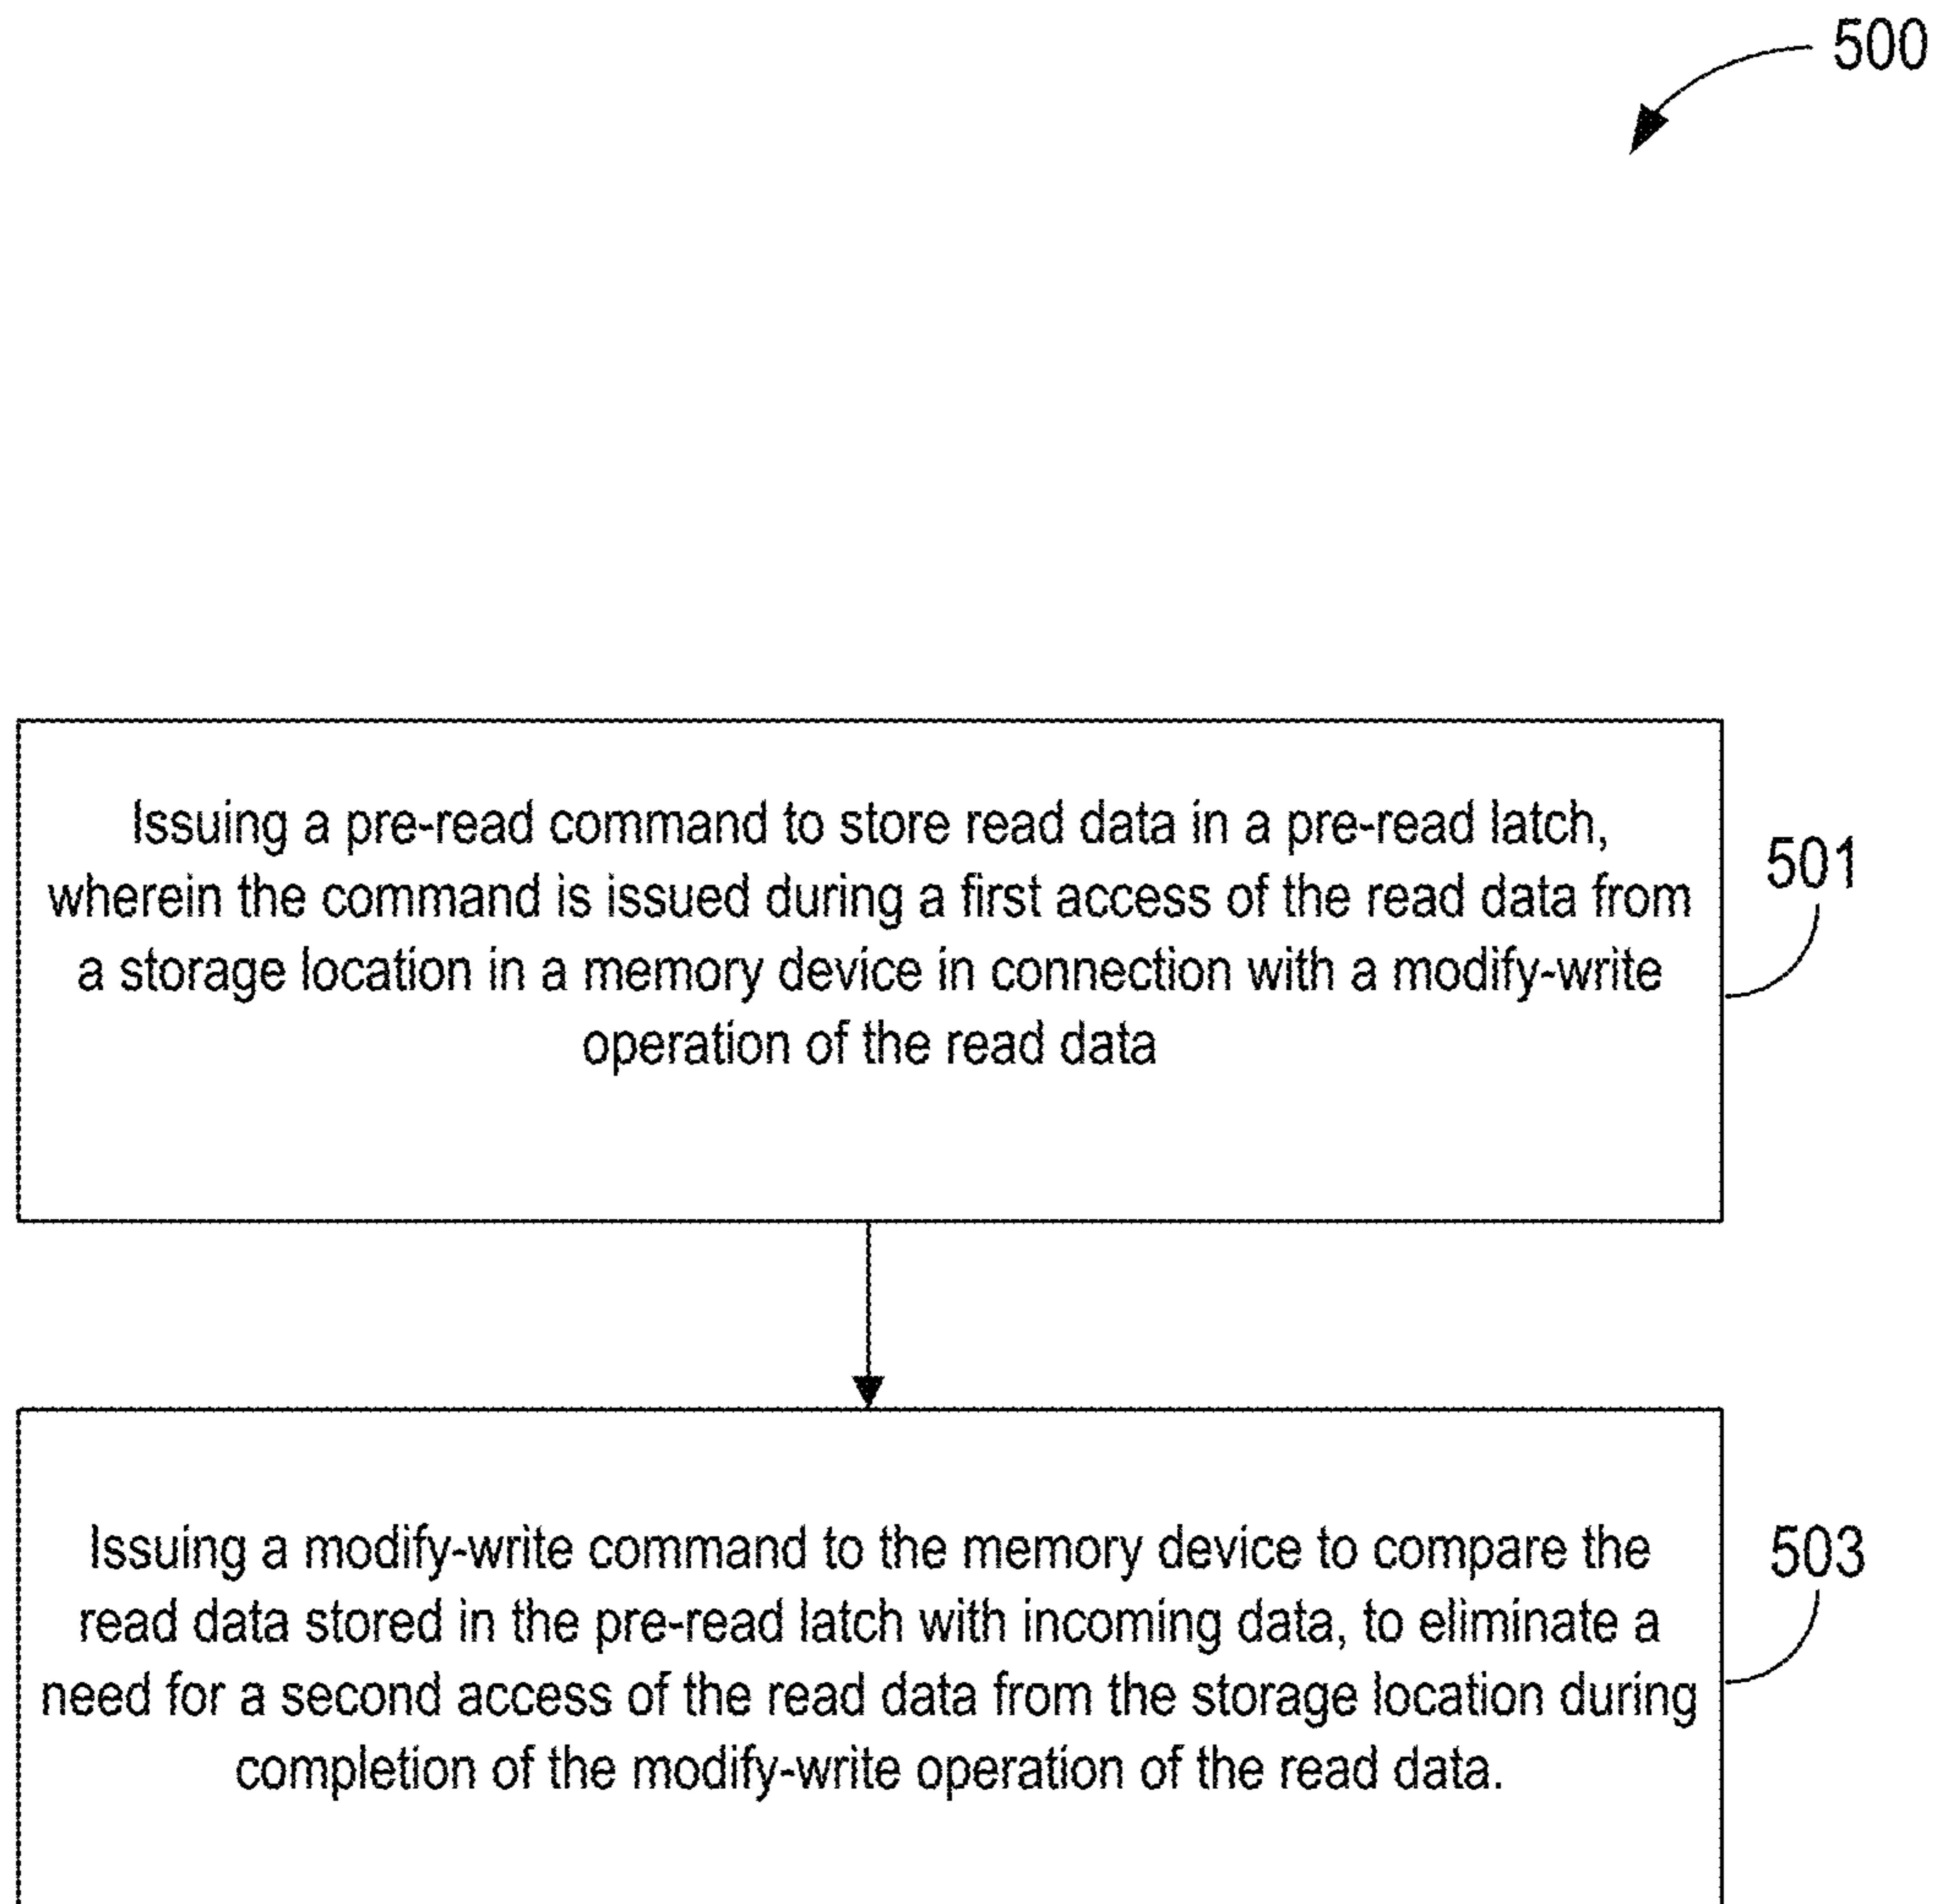 500
Issuing a pre-read command to store read data in a pre-read latch,
wherein the command is issued during a first access of the read data from
a storage location in a memory device in connection with a modify-write
operation of the read data
501
Issuing a modify-write command to the memory device to compare the
read data stored in the pre-read latch with incoming data, to eliminate a
need for a second access of the read data from the storage location during
completion of the modify-write operation of the read data.
503